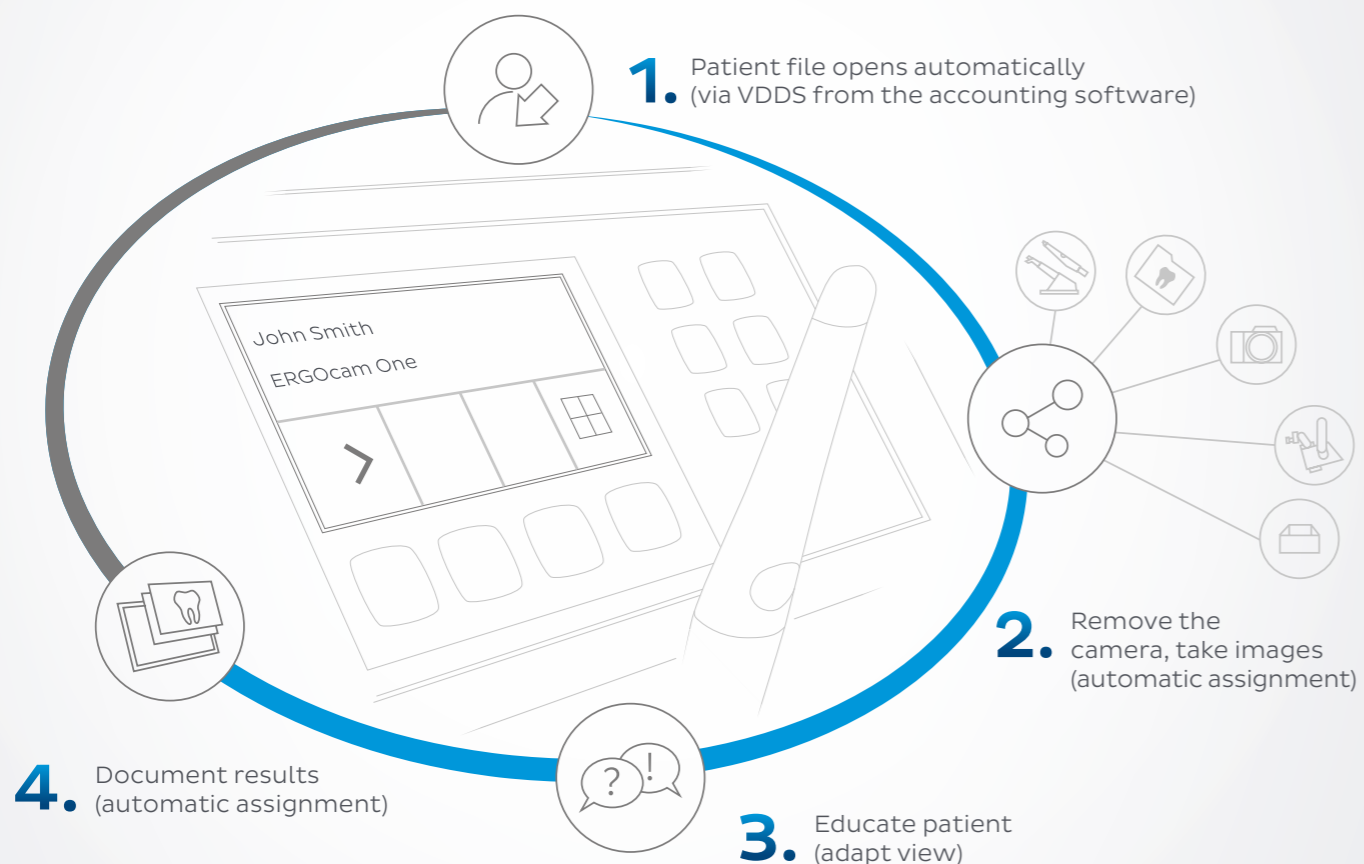 1. Patient file opens automatically
(via VDDS from the accounting software)
John Smith
ERGOcam One
2. Remove the
camera, take images
(automatic assignment)
? !
3. Educate patient
(adapt view)
4. Document results
(automatic assignment)